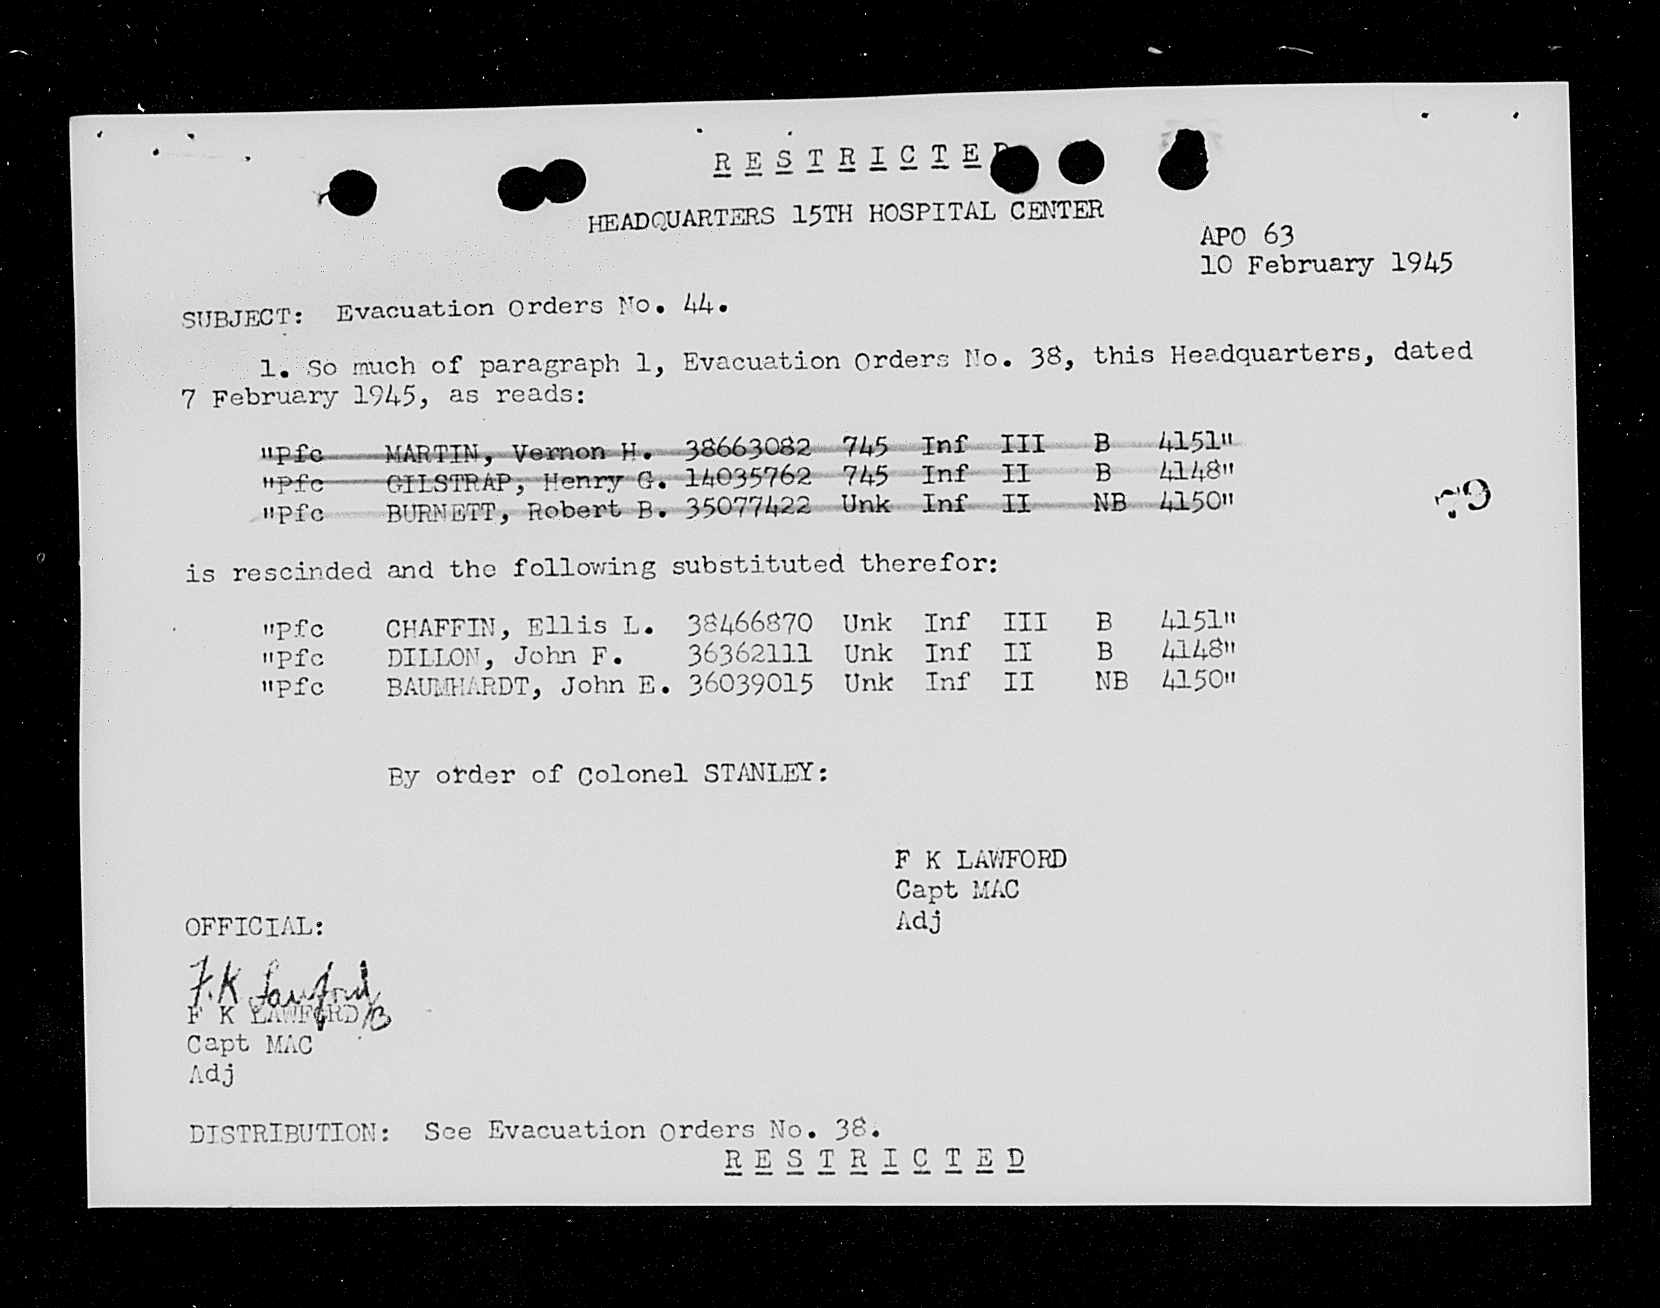 R E S T R I C T E D
HEADQUARTERS 15TH HOSPITAL CENTER
APO 63
10 February 1945
SUBJECT: Evacuation Orders No. 44.
1. So much of paragraph 1, Evacuation Orders No. 38, this Headquarters, dated
7 February 1945, as reads:
"Pfc MARTIN, Vernon H. 38663082 745 Inf III B 4151"
"Pfc GILSTRAP, Henry G. 14035762 745 Inf II B 4148"
"Pfc BURNETT, Robert B. 35077422 Unk Inf II NB 4150"
is rescinded and the following substituted therefor:
"Pfc CHAFFIN, Ellis L. 38466870 Unk Inf III B 4151"
"Pfc DILLON, John F. 36362111 Unk Inf II B 4148"
"Pfc BAUMHARDT, John E. 36039015 Unk Inf II NB 4150"
By order of Colonel STANLEY:
F K LAWFORD
Capt MAC
Adj
OFFICIAL:
F.K Lawford
F K LAWFORD
Capt MAC
Adj
DISTRIBUTION: See Evacuation Orders No. 38.
R E S T R I C T E D